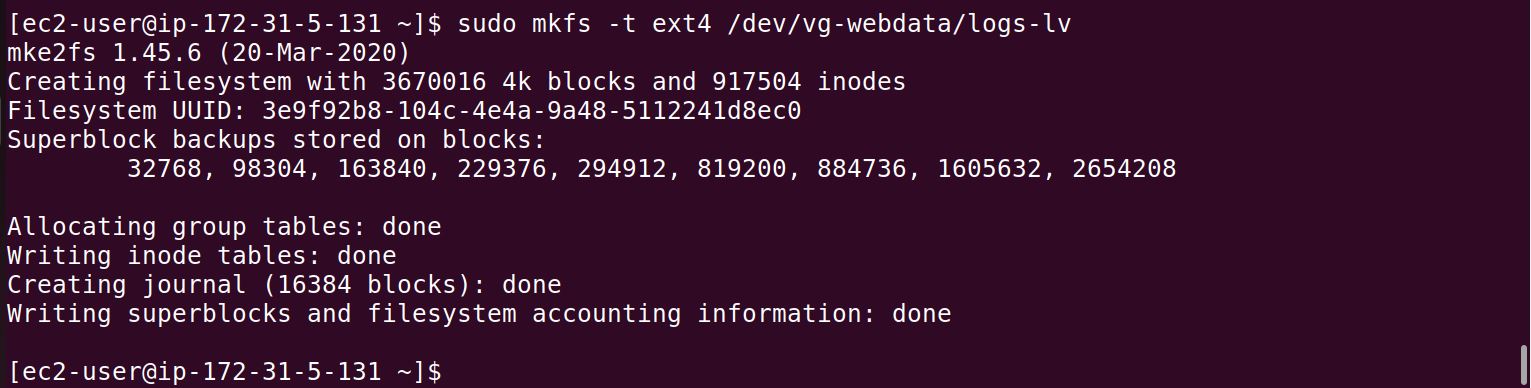 [ec2-user@ip-172-31-5-131 ~]$ sudo mkfs -t ext4 /dev/vg-webdata/logs-lv
mke2fs 1.45.6 (20-Mar-2020)
Creating filesystem with 3670016 4k blocks and 917504 inodes
Filesystem UUID: 3e9f92b8-104c-4e4a-9a48-5112241d8ec0
Superblock backups stored on blocks:
        32768, 98304, 163840, 229376, 294912, 819200, 884736, 1605632, 2654208

Allocating group tables: done
Writing inode tables: done
Creating journal (16384 blocks): done
Writing superblocks and filesystem accounting information: done

[ec2-user@ip-172-31-5-131 ~]$